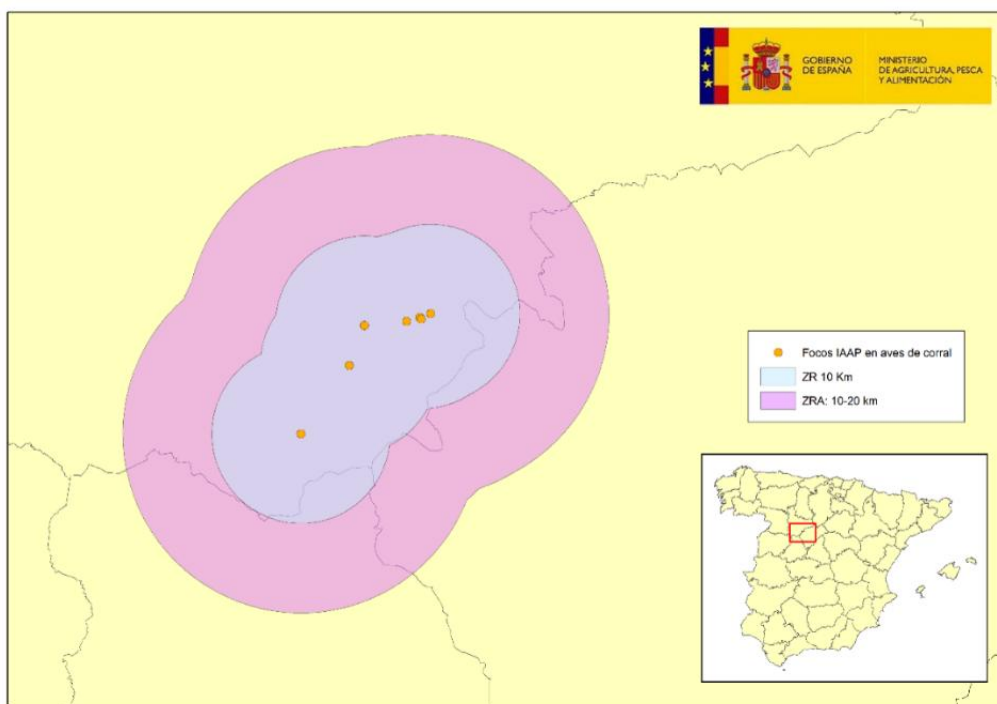 GOBIERNO
DE ESPAÑA
MINISTERIO
DE AGRICULTURA, PESCA
Y ALIMENTACIÓN
Focos IAAP en aves de corral
ZR 10 Km
ZRA: 10-20 km